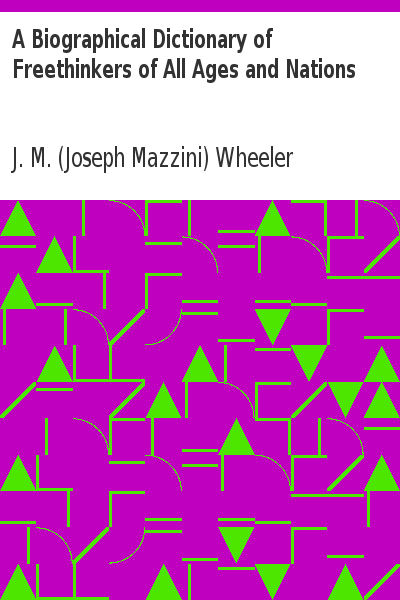 A Biographical Dictionary of
Freethinkers of All Ages and Nations
J. M. (Joseph Mazzini) Wheeler